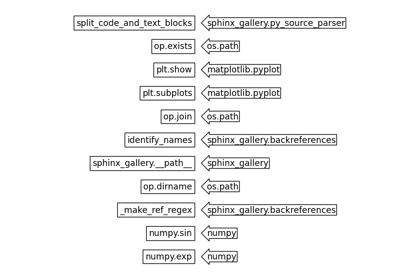 split_code_and_text_blocks sphinx_gallery.py_source_parser
op.exists os.path
plt.show matplotlib.pyplot
plt.subplots matplotlib.pyplot
op.join os.path
identify_names sphinx_gallery.backreferences
sphinx_gallery.__path__ sphinx_gallery
op.dirname os.path
_make_ref_regex sphinx_gallery.backreferences
numpy.sin numpy
numpy.exp numpy